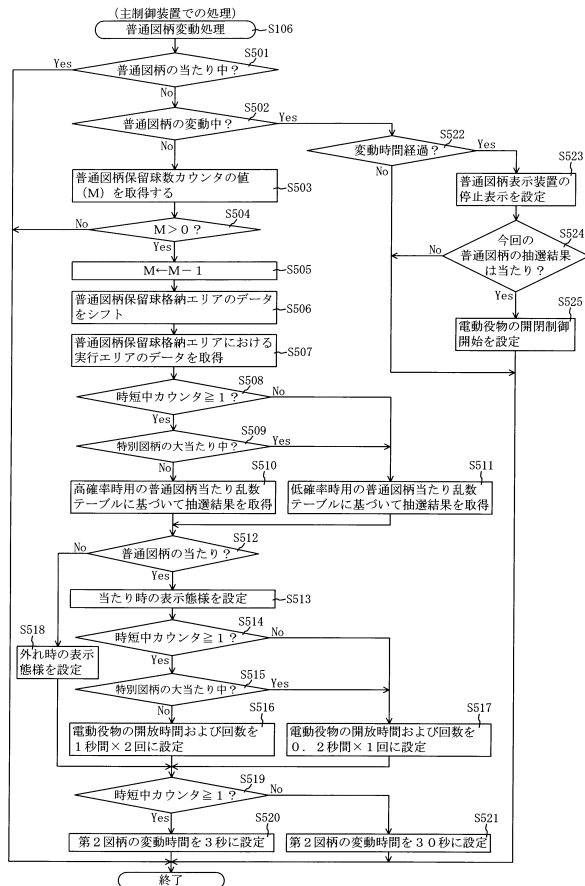 (主制御装置での処理)
普通図柄変動処理
S106
S501
Yes
普通図柄の当たり中?
No
S502
普通図柄の変動中?
Yes
No
S522
変動時間経過?
Yes
No
S523
普通図柄表示装置の
停止表示を設定
普通図柄保留球数カウンタの値
(M)を取得する
S503
S504
No
M>0?
Yes
S524
今回の
普通図柄の抽選結果
は当たり?
No
Yes
M←M-1
S505
普通図柄保留球格納エリアのデータ
をシフト
S506
S525
電動役物の開閉制御
開始を設定
普通図柄保留球格納エリアにおける
実行エリアのデータを取得
S507
S508
時短中カウンタ≧1?
No
Yes
S509
特別図柄の大当たり中?
Yes
No
S510
高確率時用の普通図柄当たり乱数
テーブルに基づいて抽選結果を取得
S511
低確率時用の普通図柄当たり乱数
テーブルに基づいて抽選結果を取得
S512
No
普通図柄の当たり?
Yes
当たり時の表示態様を設定
S513
S518
外れ時の表示
態様を設定
S514
時短中カウンタ≧1?
No
Yes
S515
特別図柄の大当たり中?
Yes
No
S516
電動役物の開放時間および回数を
1秒間×2回に設定
S517
電動役物の開放時間および回数を
0.2秒間×1回に設定
S519
時短中カウンタ≧1?
No
Yes
S520
第2図柄の変動時間を3秒に設定
S521
第2図柄の変動時間を30秒に設定
終了